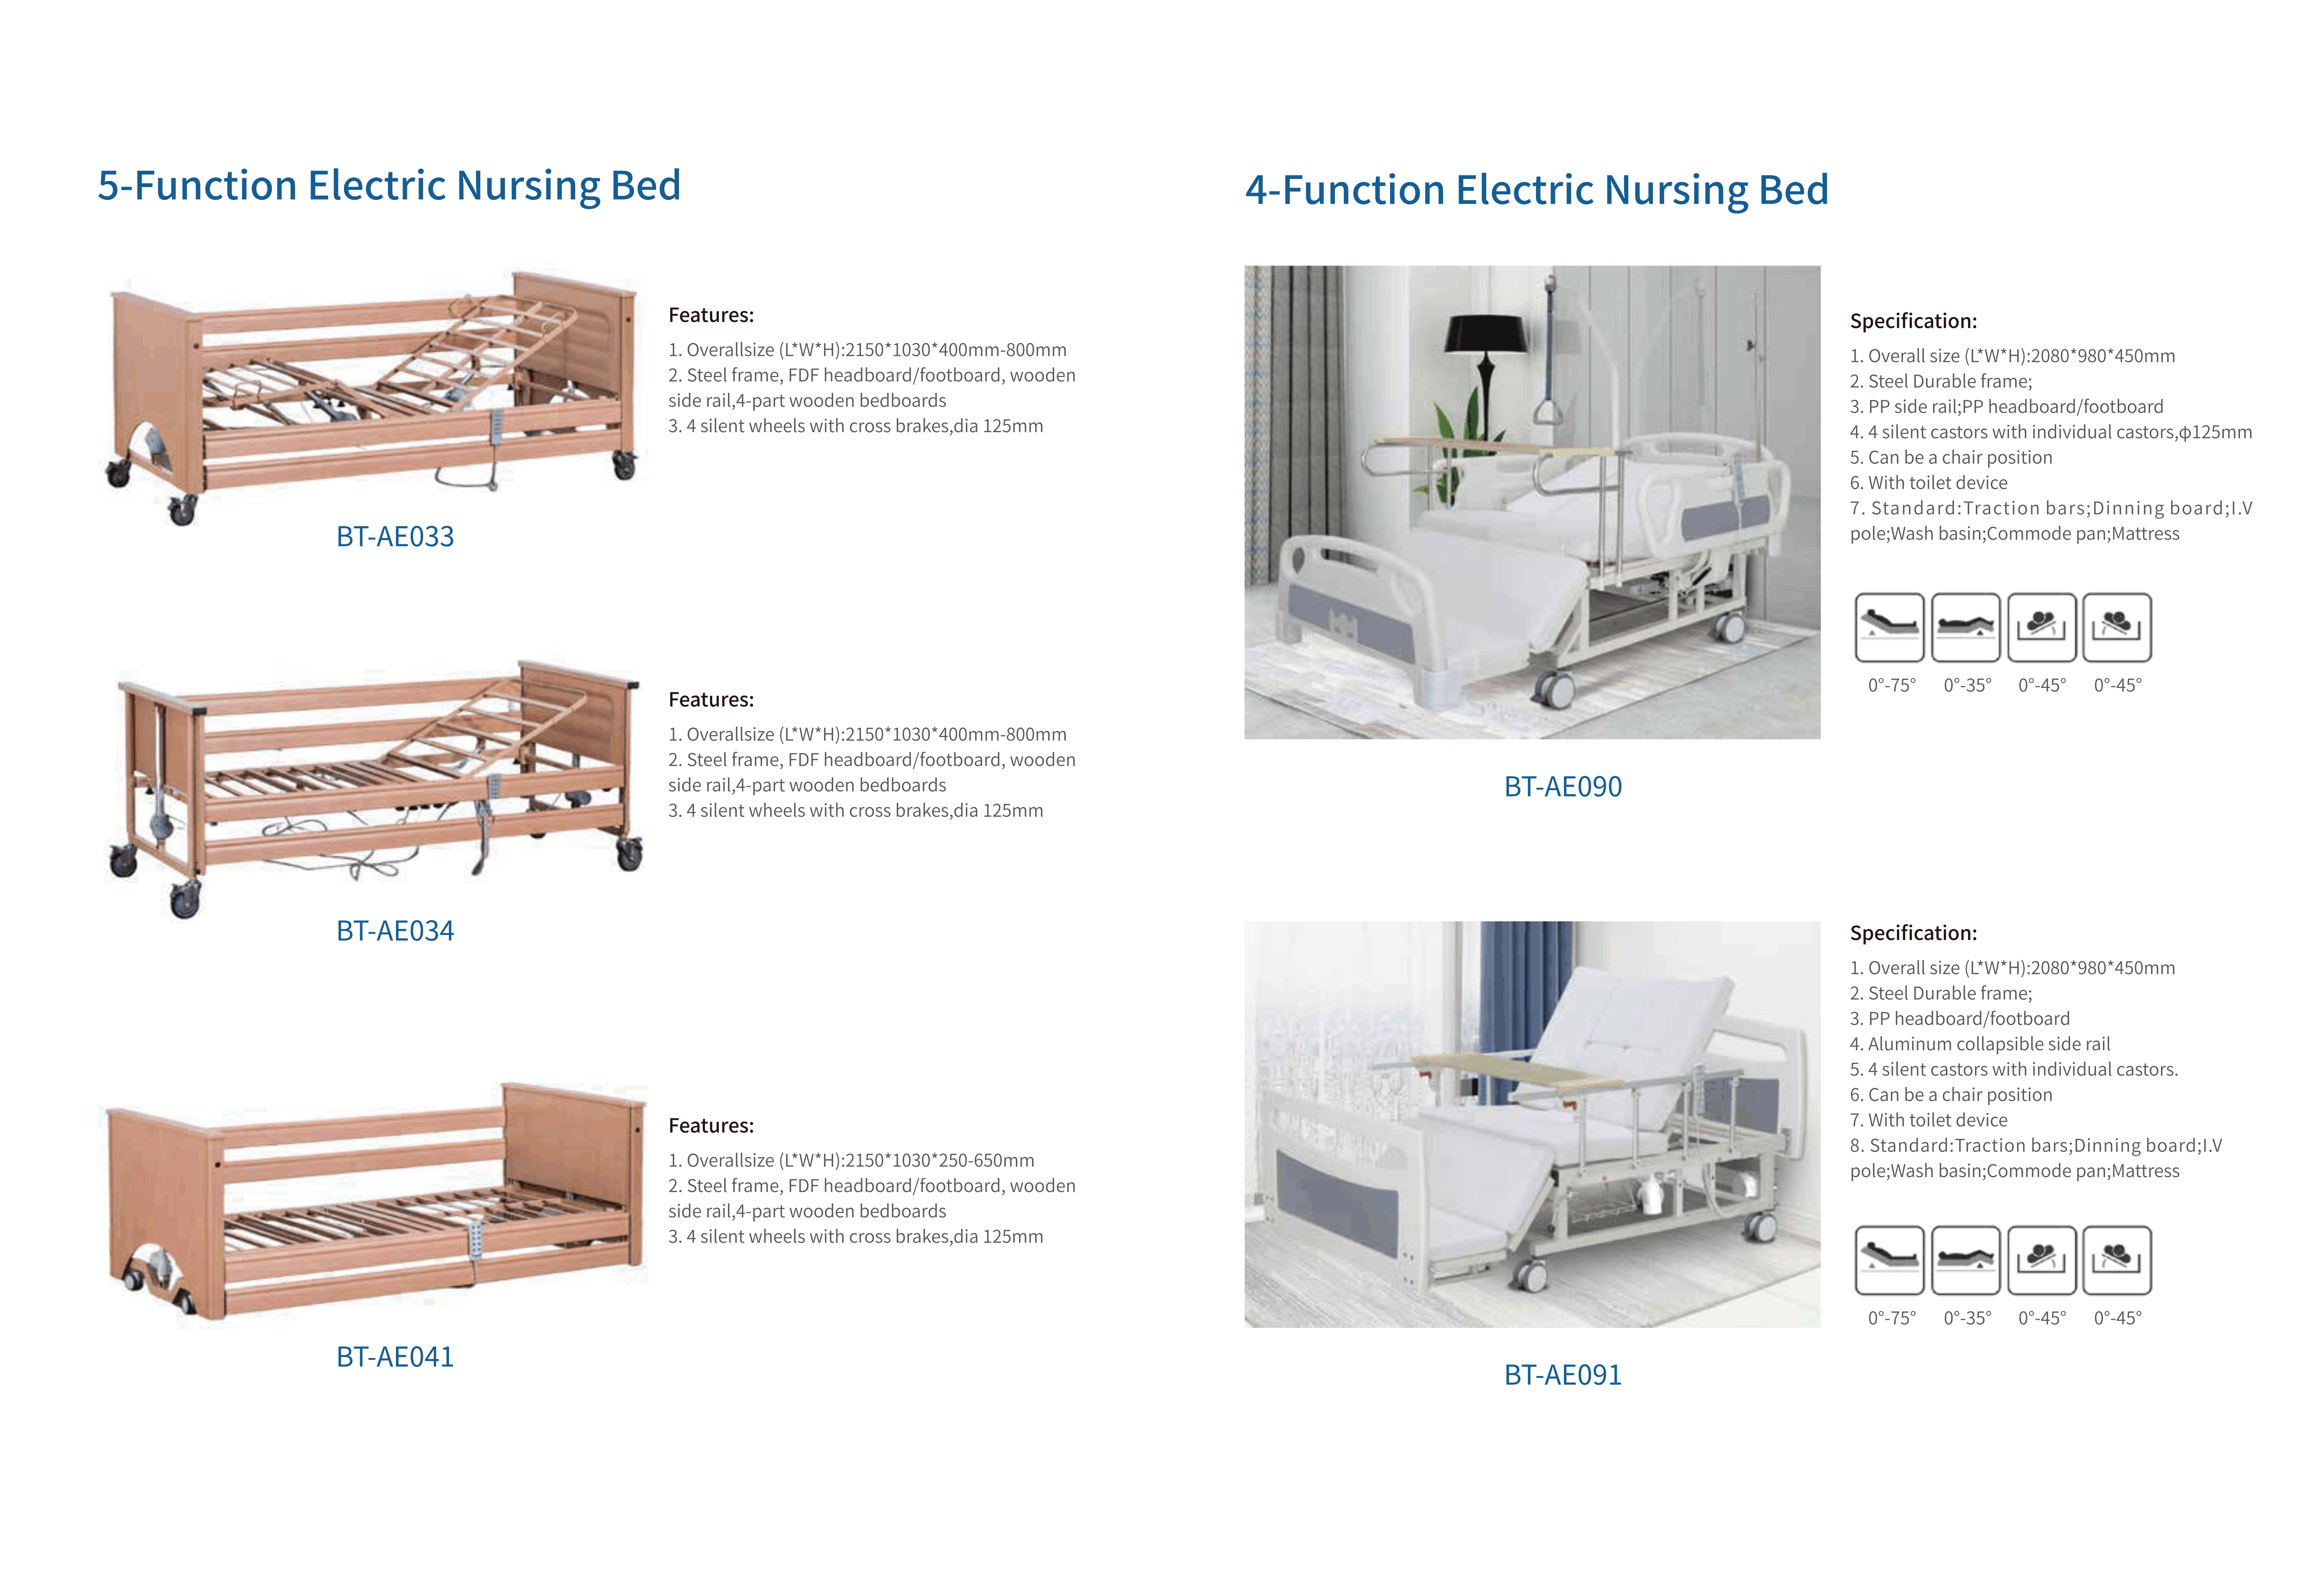 5-Function Electric Nursing Bed
Features:
1. Overallsize (L*W*H):2150*1030*400mm-800mm
2. Steel frame, FDF headboard/footboard, wooden
side rail,4-part wooden bedboards
3. 4 silent wheels with cross brakes,dia 125mm
BT-AE033
Features:
1. Overallsize (L*W*H):2150*1030*400mm-800mm
2. Steel frame, FDF headboard/footboard, wooden
side rail,4-part wooden bedboards
3. 4 silent wheels with cross brakes,dia 125mm
BT-AE034
Features:
1. Overallsize (L*W*H):2150*1030*250-650mm
2. Steel frame, FDF headboard/footboard, wooden
side rail,4-part wooden bedboards
3. 4 silent wheels with cross brakes,dia 125mm
BT-AE041
4-Function Electric Nursing Bed
Specification:
1. Overall size (L*W*H):2080*980*450mm
2. Steel Durable frame;
3. PP side rail;PP headboard/footboard
4. 4 silent castors with individual castors,φ125mm
5. Can be a chair position
6. With toilet device
7. Standard:Traction bars;Dinning board;I.V
pole;Wash basin;Commode pan;Mattress
0°-75° 0°-35° 0°-45° 0°-45°
BT-AE090
Specification:
1. Overall size (L*W*H):2080*980*450mm
2. Steel Durable frame;
3. PP headboard/footboard
4. Aluminum collapsible side rail
5. 4 silent castors with individual castors.
6. Can be a chair position
7. With toilet device
8. Standard:Traction bars;Dinning board;I.V
pole;Wash basin;Commode pan;Mattress
0°-75° 0°-35° 0°-45° 0°-45°
BT-AE091